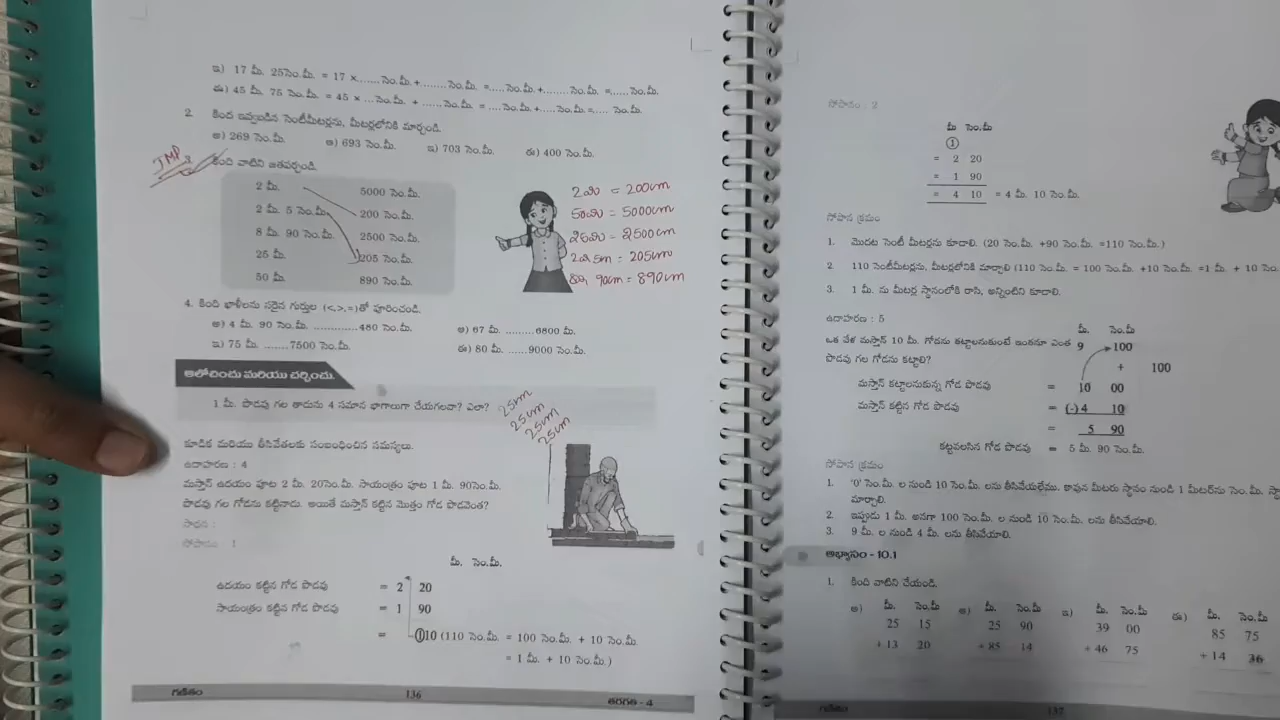 ఇ) 17 మీ. 25సెం.మీ. = 17 ×......సెం.మీ.+........సెం.మీ. =....సెం.మీ.+....... సెం.మీ. =.....సెం.మీ.
ఈ) 45 మీ. 75 సెం.మీ. = 45 × ...సెం.మీ. + ......సెం.మీ. = ....సెం.మీ.+....సెం.మీ.=.... సెం.మీ.
2. కింద ఇవ్వబడిన సెంటీమీటర్లను, మీటర్లలోనికి మార్చండి.
అ) 269 సెం.మీ. ఆ) 693 సెం.మీ. ఇ) 703 సెం.మీ. ఈ) 400 సెం.మీ.
IMP 3. కింది వాటిని జతపర్చండి.
2 మీ. 5000 సెం.మీ.
2 మీ. 5 సెం.మీ. 200 సెం.మీ.
8 మీ. 90 సెం.మీ. 2500 సెం.మీ.
25 మీ. 205 సెం.మీ.
50 మీ. 890 సెం.మీ.
2మీ = 200cm
50మీ = 5000cm
25మీ = 2500cm
2మీ 5m = 205cm
8మీ 90cm = 890cm
4. కింది ఖాళీలను సరైన గుర్తుల (<,>,=)తో పూరించండి.
అ) 4 మీ. 90 సెం.మీ. ............480 సెం.మీ. ఆ) 67 మీ. ........6800 మీ.
ఇ) 75 మీ. .......7500 సెం.మీ. ఈ) 80 మీ. ......9000 సెం.మీ.
ఆలోచించు మరియు చర్చించు.
1 మీ. పొడవు గల తాడును 4 సమాన భాగాలుగా చేయగలవా? ఎలా?
25cm
25cm
25cm
25cm
కూడిక మరియు తీసివేతలకు సంబంధించిన సమస్యలు.
ఉదాహరణ : 4
మస్తాన్ ఉదయం పూట 2 మీ. 20సెం.మీ. సాయంత్రం పూట 1 మీ. 90సెం.మీ.
పొడవు గల గోడను కట్టినాడు. అయితే మస్తాన్ కట్టిన మొత్తం గోడ పొడవెంత?
సాధన :
సోపానం : 1
మీ. సెం.మీ.
ఉదయం కట్టిన గోడ పొడవు = 2 20
సాయంత్రం కట్టిన గోడ పొడవు = 1 90
= ①10 (110 సెం.మీ. = 100 సెం.మీ. + 10 సెం.మీ.
= 1 మీ. + 10 సెం.మీ.)
గణితం 136 తరగతి - 4
సోపానం : 2
మీ సెం.మీ
①
= 2 20
= 1 90
= 4 10 = 4 మీ. 10 సెం.మీ.
సోపాన క్రమం
1. మొదట సెంటీ మీటర్లను కూడాలి. (20 సెం.మీ. +90 సెం.మీ. =110 సెం.మీ.)
2 110 సెంటీమీటర్లను, మీటర్లలోనికి మార్చాలి (110 సెం.మీ. = 100 సెం.మీ. +10 సెం.మీ. =1 మీ. + 10 సెం.
3. 1 మీ. ను మీటర్ల స్థానంలోకి రాసి, అన్నింటిని కూడాలి.
ఉదాహరణ : 5
మీ. సెం.మీ
ఒక వేళ మస్తాన్ 10 మీ. గోడను కట్టాలనుకుంటే ఇంకనూ ఎంత 9 100
పొడవు గల గోడను కట్టాలి? + 100
మస్తాన్ కట్టాలనుకున్న గోడ పొడవు = 10 00
మస్తాన్ కట్టిన గోడ పొడవు = (-)4 10
= 5 90
కట్టవలసిన గోడ పొడవు = 5 మీ. 90 సెం.మీ.
సోపాన క్రమం
1. '0' సెం.మీ. ల నుండి 10 సెం.మీ. లను తీసివేయలేము. కావున మీటరు స్థానం నుండి 1 మీటర్‌ను సెం.మీ. స్థా
మార్చాలి.
2. ఇప్పుడు 1 మీ. అనగా 100 సెం.మీ. ల నుండి 10 సెం.మీ. లను తీసివేయాలి.
3. 9 మీ. ల నుండి 4 మీ. లను తీసివేయాలి.
అభ్యాసం - 10.1
1. కింది వాటిని చేయండి.
అ) మీ. సెం.మీ ఆ) మీ. సెం.మీ ఇ) మీ. సెం.మీ ఈ) మీ. సెం.మీ
25 15 25 90 39 00 85 75
+ 13 20 + 85 14 + 46 75 + 14 36
గణితం 137